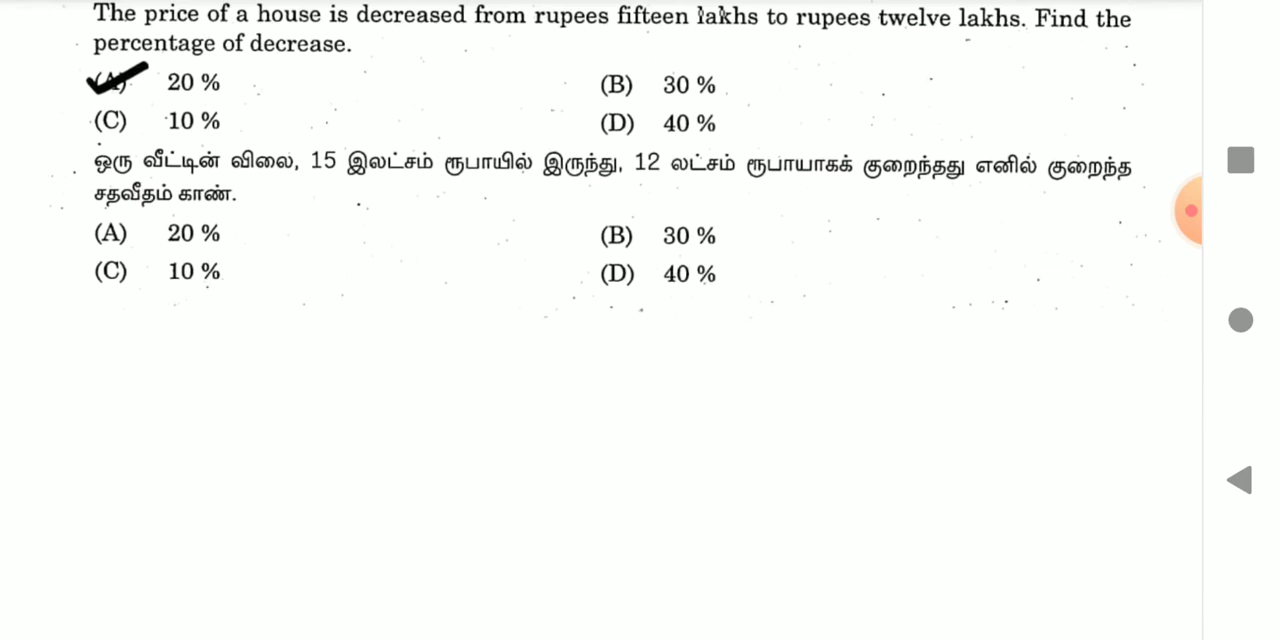 The price of a house is decreased from rupees fifteen lakhs to rupees twelve lakhs. Find the
percentage of decrease.
(A) 20 % (B) 30 %
(C) 10 % (D) 40 %
ஒரு வீட்டின் விலை, 15 இலட்சம் ரூபாயில் இருந்து, 12 லட்சம் ரூபாயாகக் குறைந்தது எனில் குறைந்த
சதவீதம் காண்.
(A) 20 % (B) 30 %
(C) 10 % (D) 40 %